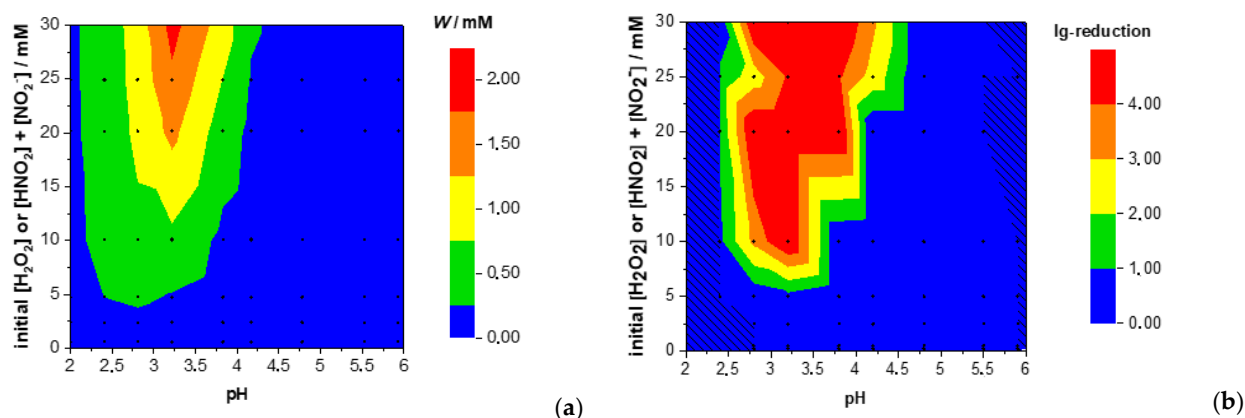 W / mM
initial [H2O2] or [HNO2] + [NO2-] / mM
30
25
20
15
10
5
0
2.00
1.50
1.00
0.50
0.00
2 2.5 3 3.5 4 4.5 5 5.5 6
pH
(a)
lg-reduction
initial [H2O2] or [HNO2] + [NO2-] / mM
30
25
20
15
10
5
0
4.00
3.00
2.00
1.00
0.00
2 2.5 3 3.5 4 4.5 5 5.5 6
pH
(b)